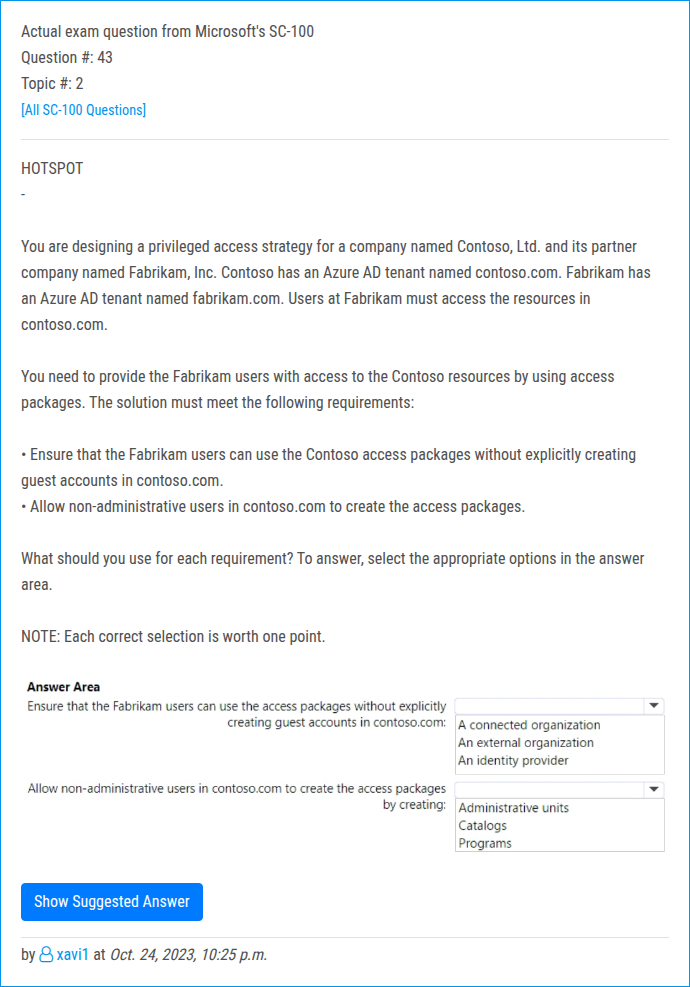 Actual exam question from Microsoft's SC-100
Question #: 43
Topic #: 2
[All SC-100 Questions]
HOTSPOT
-
You are designing a privileged access strategy for a company named Contoso, Ltd. and its partner
company named Fabrikam, Inc. Contoso has an Azure AD tenant named contoso.com. Fabrikam has
an Azure AD tenant named fabrikam.com. Users at Fabrikam must access the resources in
contoso.com.
You need to provide the Fabrikam users with access to the Contoso resources by using access
packages. The solution must meet the following requirements:
• Ensure that the Fabrikam users can use the Contoso access packages without explicitly creating
guest accounts in contoso.com.
• Allow non-administrative users in contoso.com to create the access packages.
What should you use for each requirement? To answer, select the appropriate options in the answer
area.
NOTE: Each correct selection is worth one point.
Answer Area
Ensure that the Fabrikam users can use the access packages without explicitly
creating guest accounts in contoso.com:
A connected organization
An external organization
An identity provider
Allow non-administrative users in contoso.com to create the access packages
by creating:
Administrative units
Catalogs
Programs
Show Suggested Answer
by xavi1 at Oct. 24, 2023, 10:25 p.m.